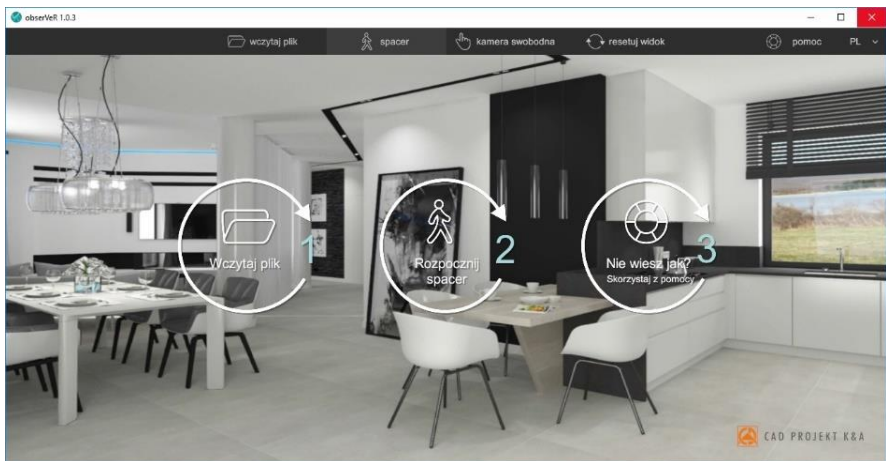 obserVeR 1.0.3
wczytaj plik
spacer
kamera swobodna
resetuj widok
pomoc
PL
1
Wczytaj plik
2
Rozpocznij
spacer
3
Nie wiesz jak?
Skorzystaj z pomocy
CAD PROJEKT K&A